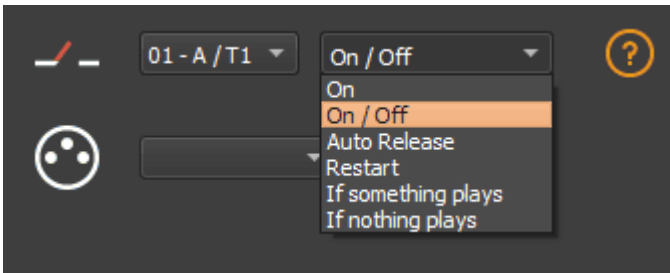 01 - A / T1
On / Off
?
On
On / Off
Auto Release
Restart
If something plays
If nothing plays